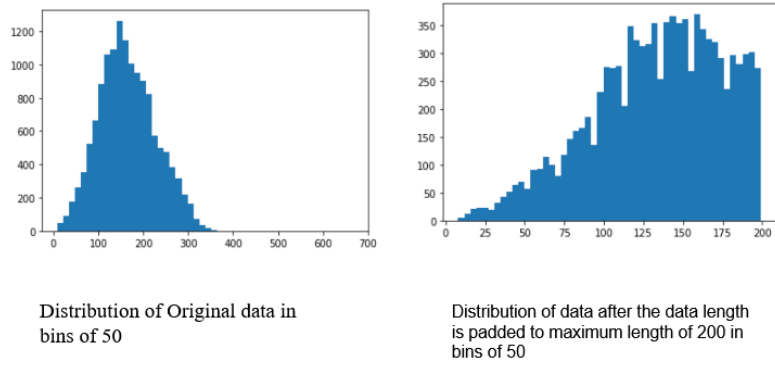 1200
1000
800
600
400
200
0
0 100 200 300 400 500 600 700
350
300
250
200
150
100
50
0
0 25 50 75 100 125 150 175 200
Distribution of Original data in
bins of 50
Distribution of data after the data length
is padded to maximum length of 200 in
bins of 50